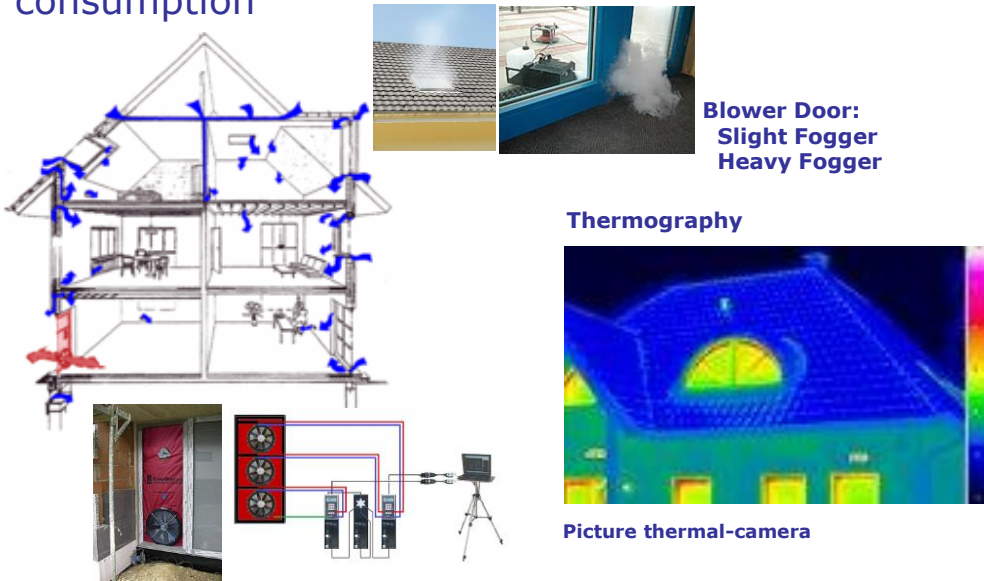 consumption
Blower Door:
Slight Fogger
Heavy Fogger
Thermography
Picture thermal-camera